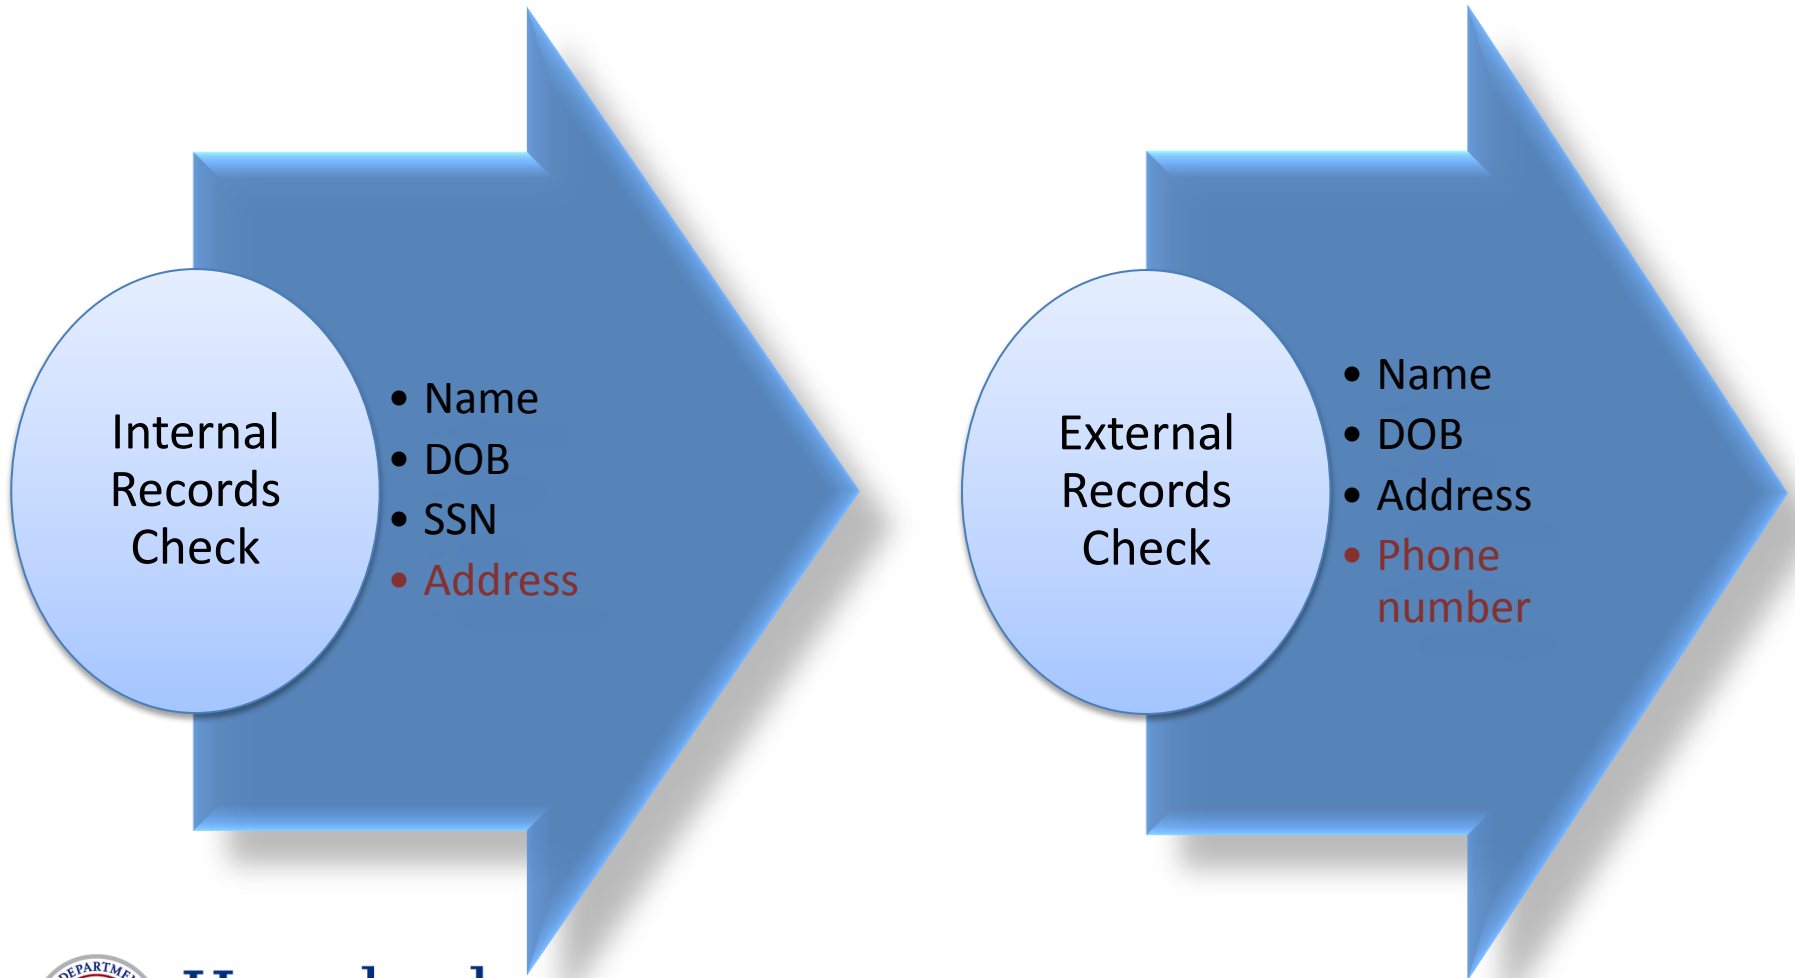 Internal
Records
Check
• Name
• DOB
• SSN
• Address
External
Records
Check
• Name
• DOB
• Address
• Phone
number